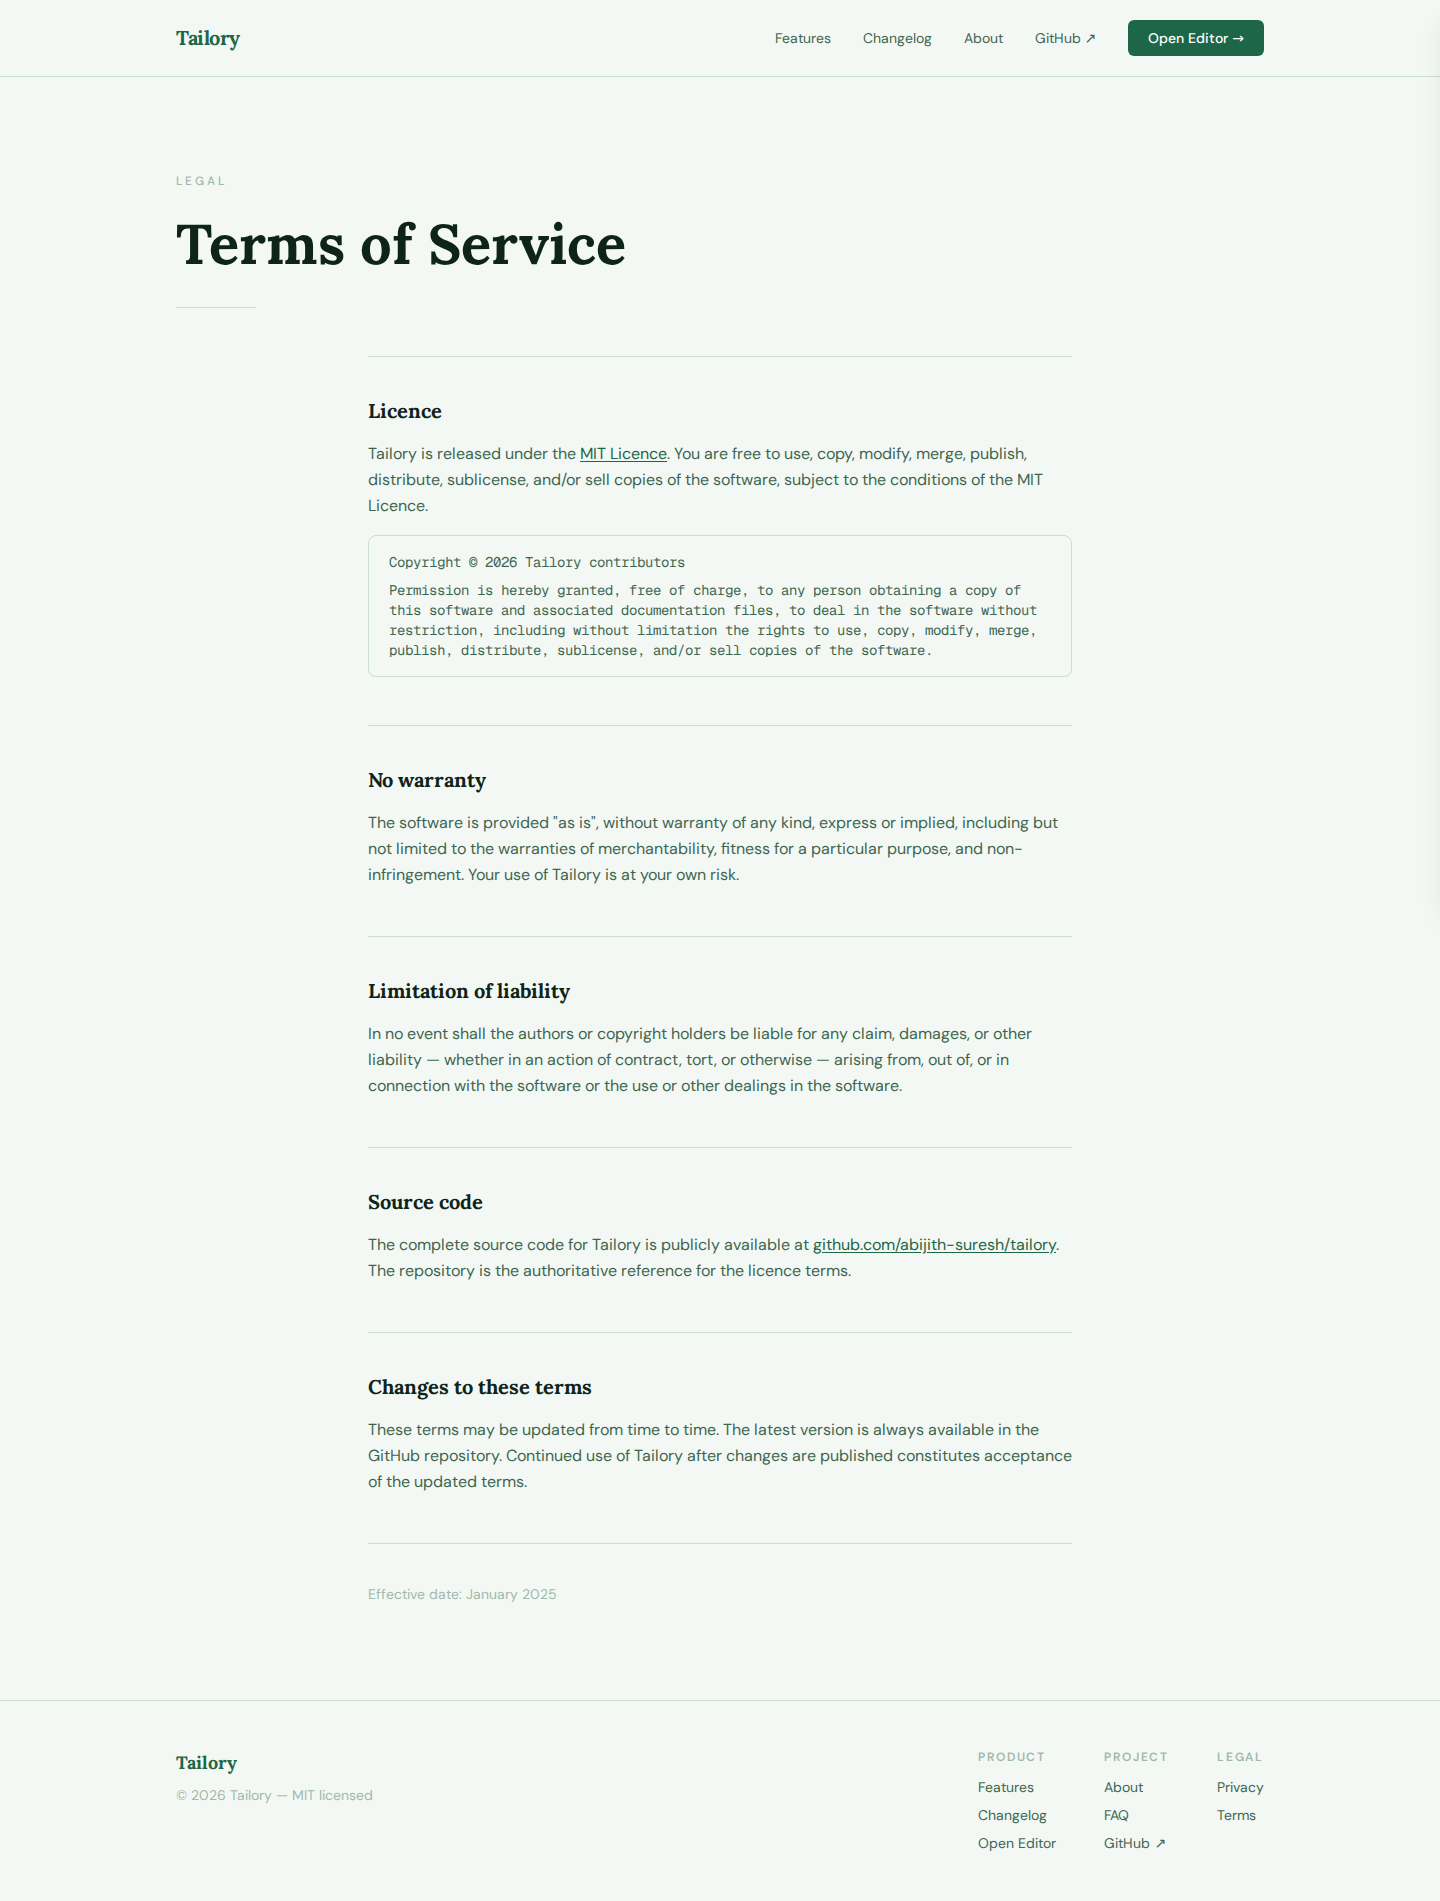 Tailory
Features
Changelog
About
GitHub ↗
Open Editor →
LEGAL
Terms of Service
Licence
Tailory is released under the MIT Licence. You are free to use, copy, modify, merge, publish,
distribute, sublicense, and/or sell copies of the software, subject to the conditions of the MIT
Licence.
Copyright © 2026 Tailory contributors
Permission is hereby granted, free of charge, to any person obtaining a copy of
this software and associated documentation files, to deal in the software without
restriction, including without limitation the rights to use, copy, modify, merge,
publish, distribute, sublicense, and/or sell copies of the software.
No warranty
The software is provided "as is", without warranty of any kind, express or implied, including but
not limited to the warranties of merchantability, fitness for a particular purpose, and non-
infringement. Your use of Tailory is at your own risk.
Limitation of liability
In no event shall the authors or copyright holders be liable for any claim, damages, or other
liability — whether in an action of contract, tort, or otherwise — arising from, out of, or in
connection with the software or the use or other dealings in the software.
Source code
The complete source code for Tailory is publicly available at github.com/abijith-suresh/tailory.
The repository is the authoritative reference for the licence terms.
Changes to these terms
These terms may be updated from time to time. The latest version is always available in the
GitHub repository. Continued use of Tailory after changes are published constitutes acceptance
of the updated terms.
Effective date: January 2025
Tailory
© 2026 Tailory — MIT licensed
PRODUCT
Features
Changelog
Open Editor
PROJECT
About
FAQ
GitHub ↗
LEGAL
Privacy
Terms